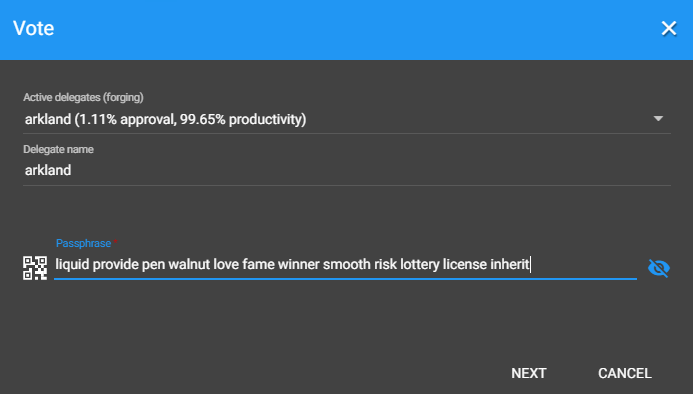 Vote
Active delegates (forging)
arkland (1.11% approval, 99.65% productivity)
Delegate name
arkland
Passphrase *
liquid provide pen walnut love fame winner smooth risk lottery license inherit
NEXT CANCEL